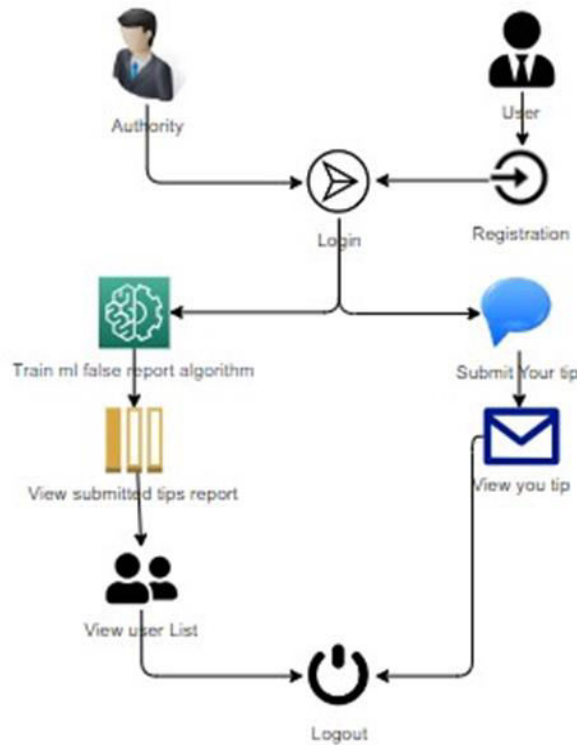 Authority
User
Login
Registration
Train ml false report algorithm
Submit Your tip
View submitted tips report
View you tip
View user List
Logout